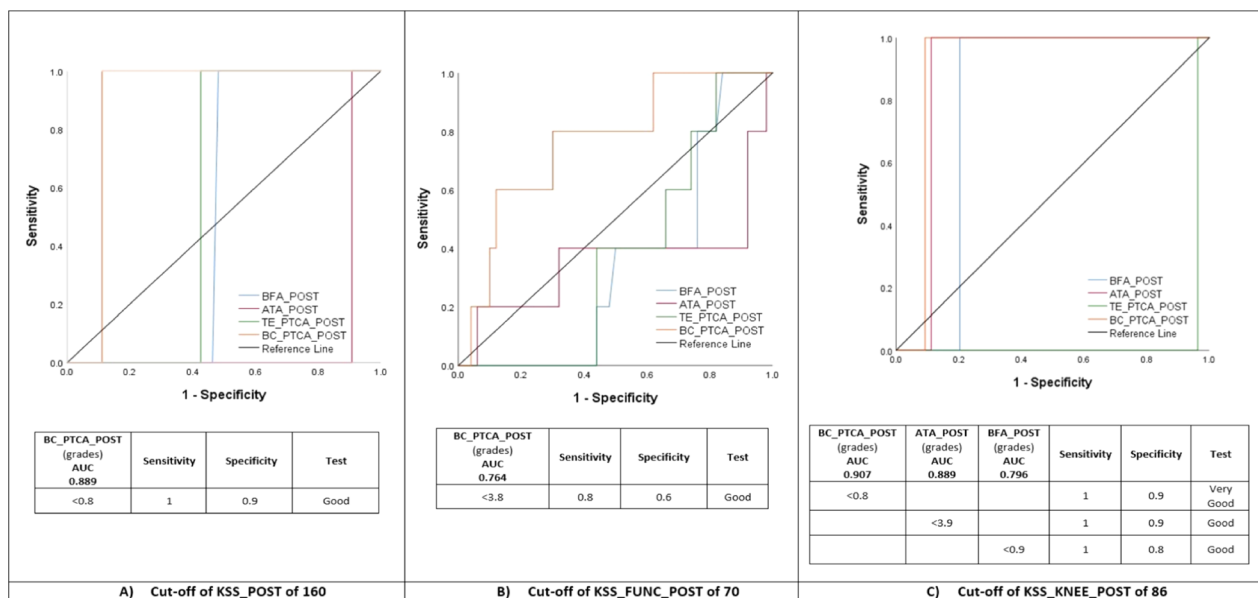 1.0
0.8
0.6
0.4
0.2
0.0
Sensitivity
BFA_POST
ATA_POST
TE_PTCA_POST
BC_PTCA_POST
Reference Line
0.0 0.2 0.4 0.6 0.8 1.0
1 - Specificity
BC_PTCA_POST
(grades)
AUC
0.889
Sensitivity
Specificity
Test
<0.8 1 0.9 Good
A) Cut-off of KSS_POST of 160
1.0
0.8
0.6
0.4
0.2
0.0
Sensitivity
BFA_POST
ATA_POST
TE_PTCA_POST
BC_PTCA_POST
Reference Line
0.0 0.2 0.4 0.6 0.8 1.0
1 - Specificity
BC_PTCA_POST
(grades)
AUC
0.764
Sensitivity
Specificity
Test
<3.8 0.8 0.6 Good
B) Cut-off of KSS_FUNC_POST of 70
1.0
0.8
0.6
0.4
0.2
0.0
Sensitivity
BFA_POST
ATA_POST
TE_PTCA_POST
BC_PTCA_POST
Reference Line
0.0 0.2 0.4 0.6 0.8 1.0
1 - Specificity
BC_PTCA_POST
(grades)
AUC
0.907
ATA_POST
(grades)
AUC
0.889
BFA_POST
(grades)
AUC
0.796
Sensitivity
Specificity
Test
<0.8 1 0.9 Very
Good
<3.9 1 0.9 Good
<0.9 1 0.8 Good
C) Cut-off of KSS_KNEE_POST of 86